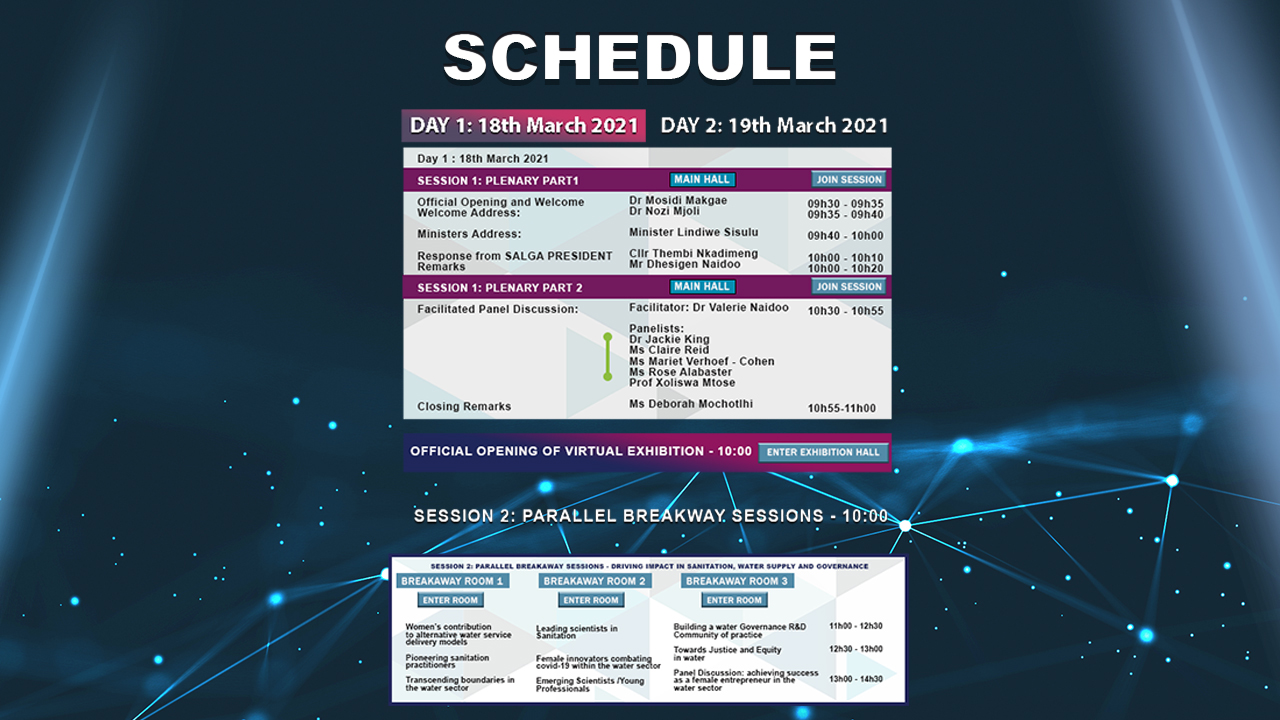 SCHEDULE
DAY 1: 18th March 2021 DAY 2: 19th March 2021
Day 1 : 18th March 2021
SESSION 1: PLENARY PART1 MAIN HALL JOIN SESSION
Official Opening and Welcome Dr Mosidi Makgae 09h30 - 09h35
Welcome Address: Dr Nozi Mjoli 09h35 - 09h40
Ministers Address: Minister Lindiwe Sisulu 09h40 - 10h00
Response from SALGA PRESIDENT Cllr Thembi Nkadimeng 10h00 - 10h10
Remarks Mr Dhesigen Naidoo 10h00 - 10h20
SESSION 1: PLENARY PART 2 MAIN HALL JOIN SESSION
Facilitated Panel Discussion: Facilitator: Dr Valerie Naidoo 10h30 - 10h55
Panelists:
Dr Jackie King
Ms Claire Reid
Ms Mariet Verhoef - Cohen
Ms Rose Alabaster
Prof Xoliswa Mtose
Closing Remarks Ms Deborah Mochotlhi 10h55-11h00
OFFICIAL OPENING OF VIRTUAL EXHIBITION - 10:00 ENTER EXHIBITION HALL
SESSION 2: PARALLEL BREAKWAY SESSIONS - 10:00
SESSION 2: PARALLEL BREAKAWAY SESSIONS - DRIVING IMPACT IN SANITATION, WATER SUPPLY AND GOVERNANCE
BREAKAWAY ROOM 1 BREAKAWAY ROOM 2 BREAKAWAY ROOM 3
ENTER ROOM ENTER ROOM ENTER ROOM
Women's contribution
to alternative water service
delivery models
Leading scientists in
Sanitation
Building a water Governance R&D
Community of practice
11h00 - 12h30
Pioneering sanitation
practitioners
Female innovators combating
covid-19 within the water sector
Towards Justice and Equity
in water
12h30 - 13h00
Transcending boundaries in
the water sector
Emerging Scientists /Young
Professionals
Panel Discussion: achieving success
as a female entrepreneur in the
water sector
13h00 - 14h30